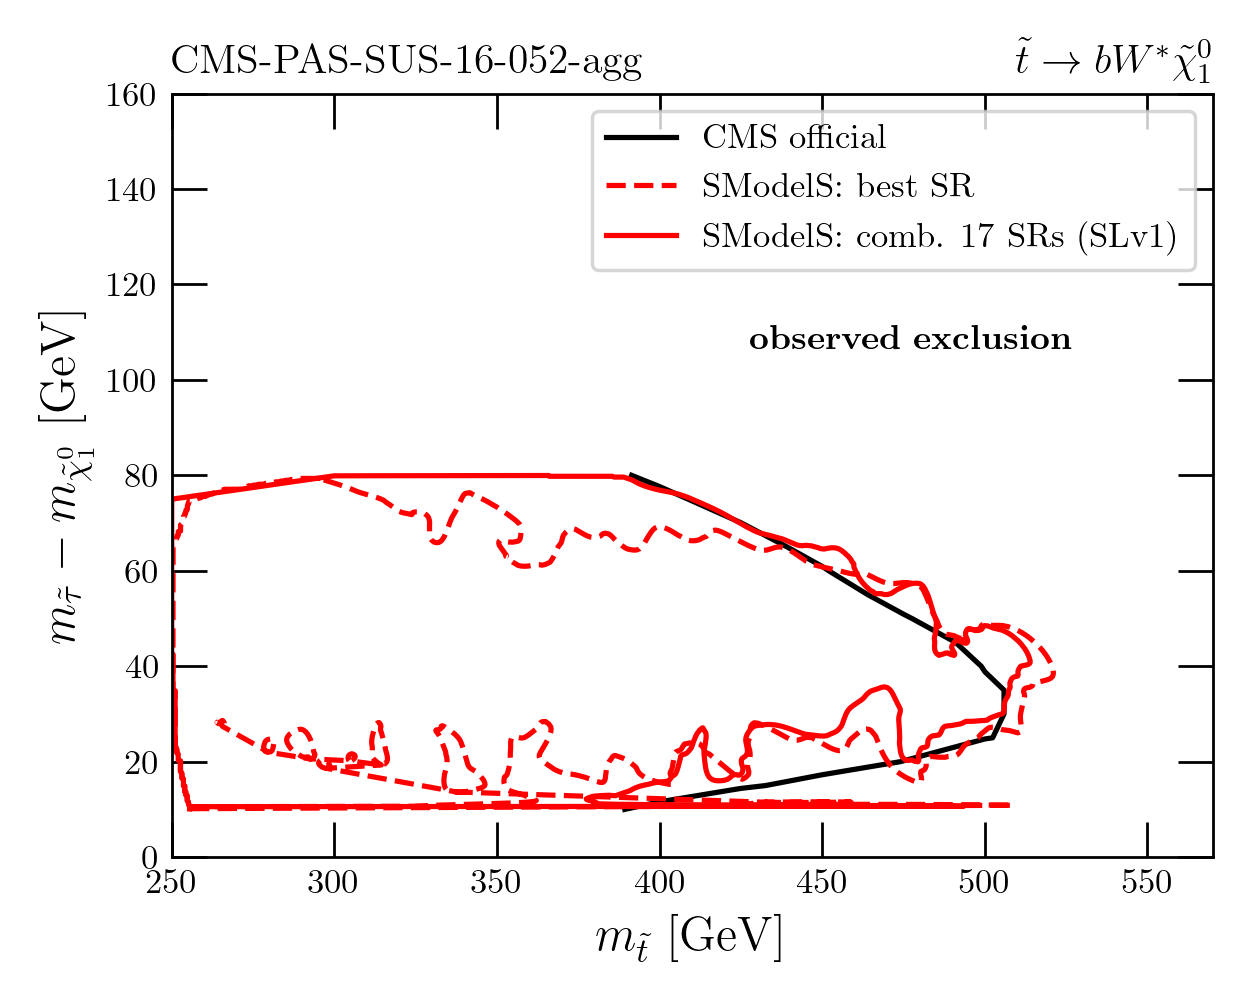 CMS-PAS-SUS-16-052-agg
t̃ → bW*χ̃⁰₁
CMS official
SModelS: best SR
SModelS: comb. 17 SRs (SLv1)
observed exclusion
m_τ̃ − m_χ̃⁰₁ [GeV]
160
140
120
100
80
60
40
20
0
250 300 350 400 450 500 550
m_t̃ [GeV]